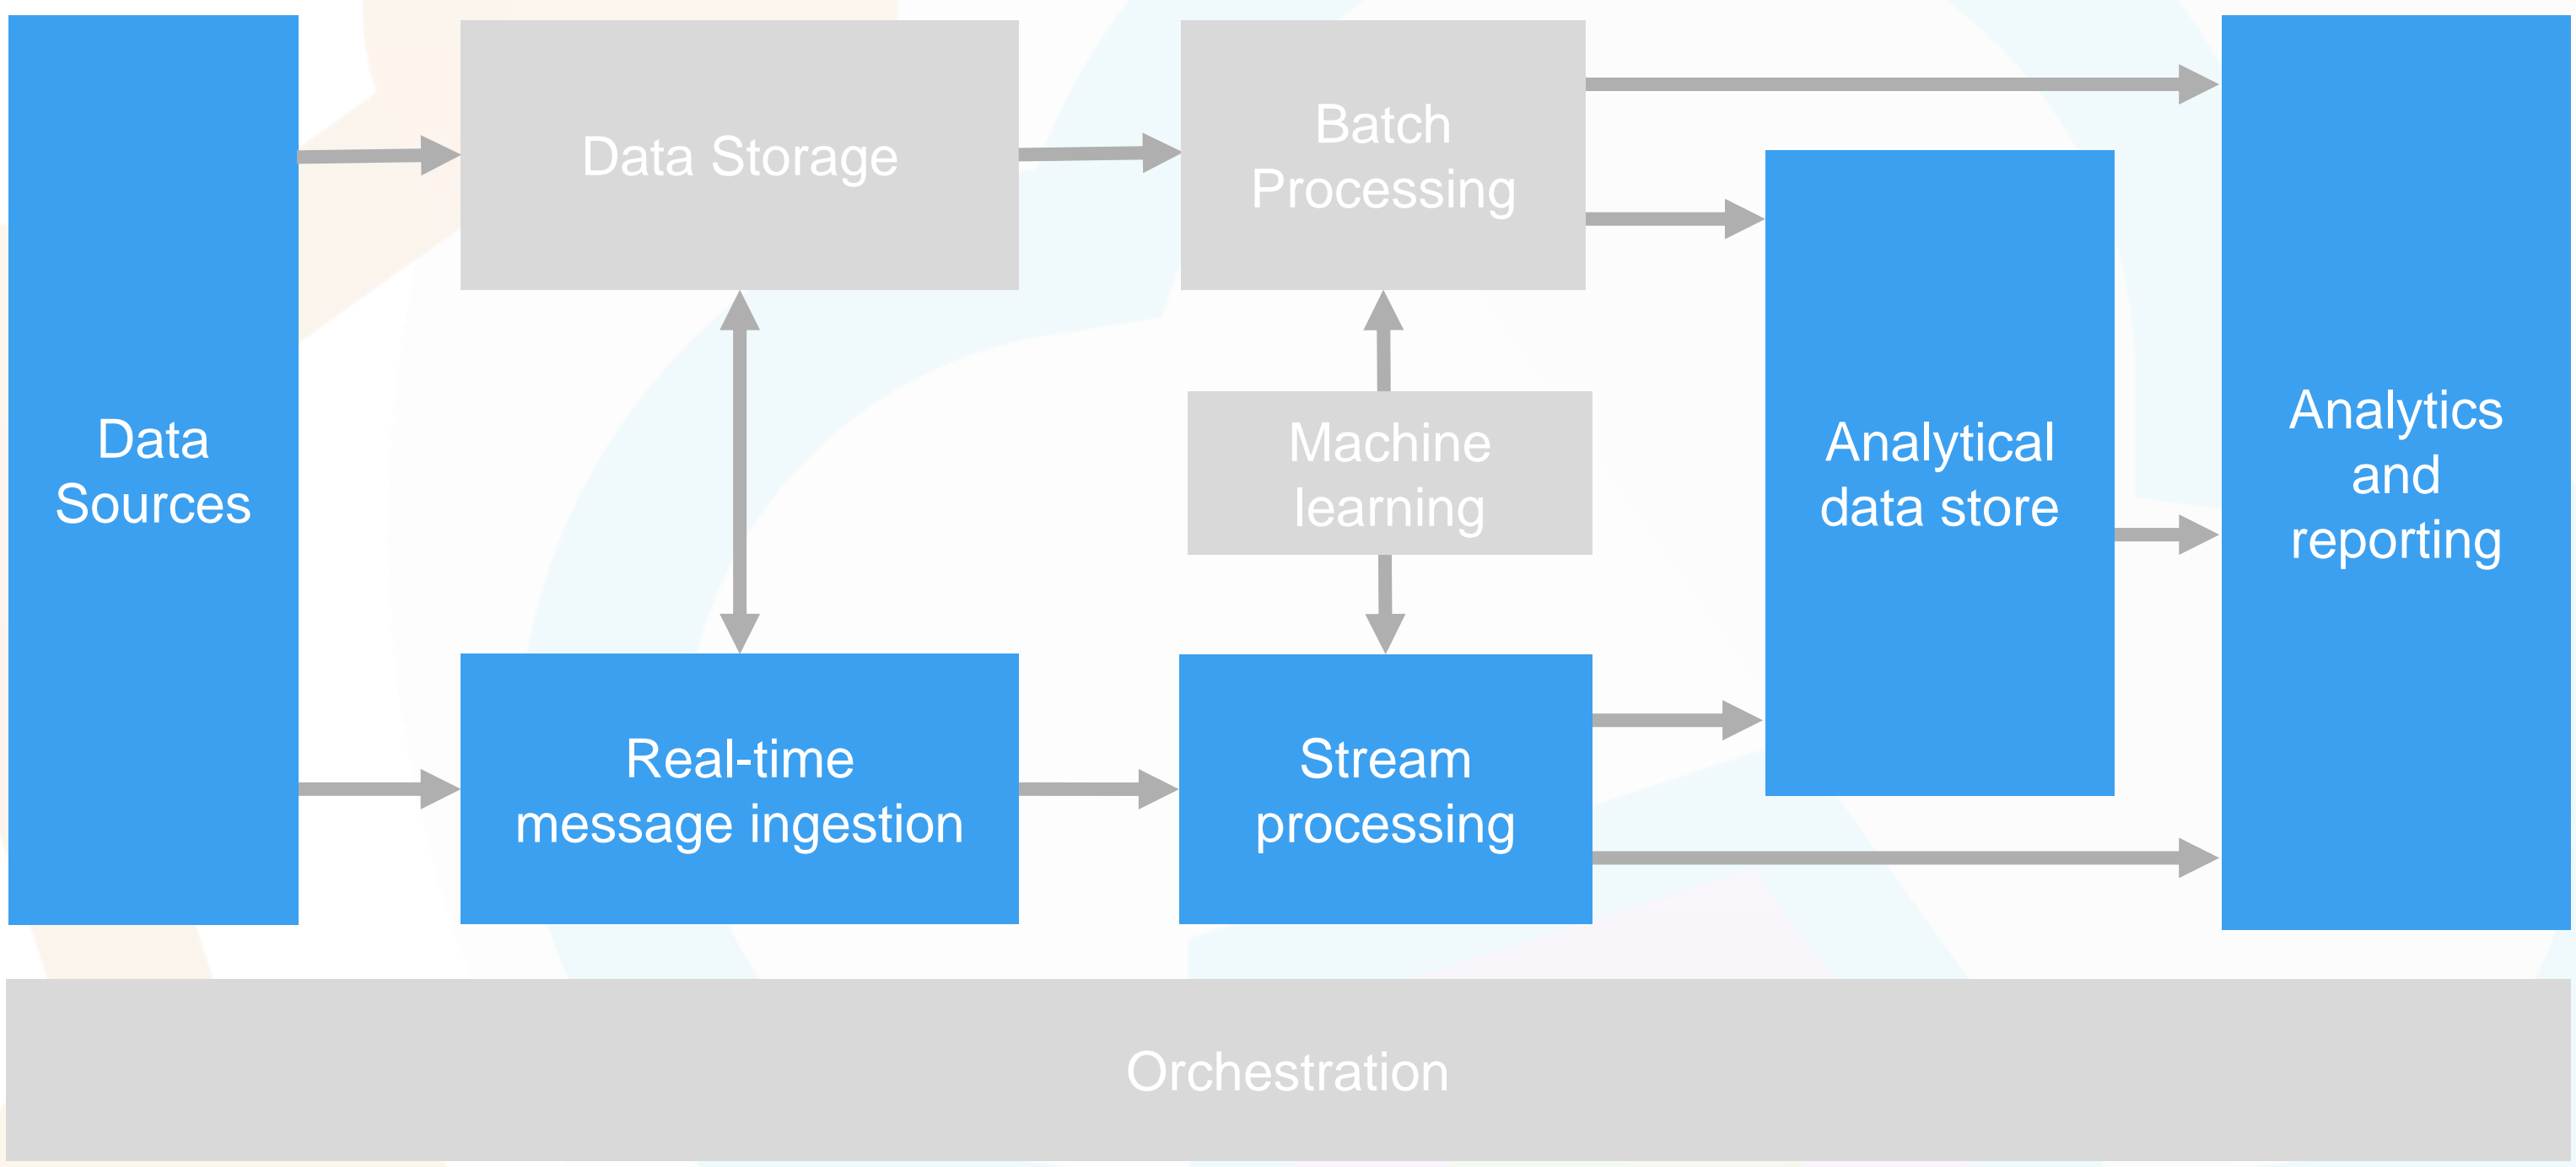 Data
Sources
Data Storage
Batch
Processing
Machine
learning
Real-time
message ingestion
Stream
processing
Analytical
data store
Analytics
and
reporting
Orchestration